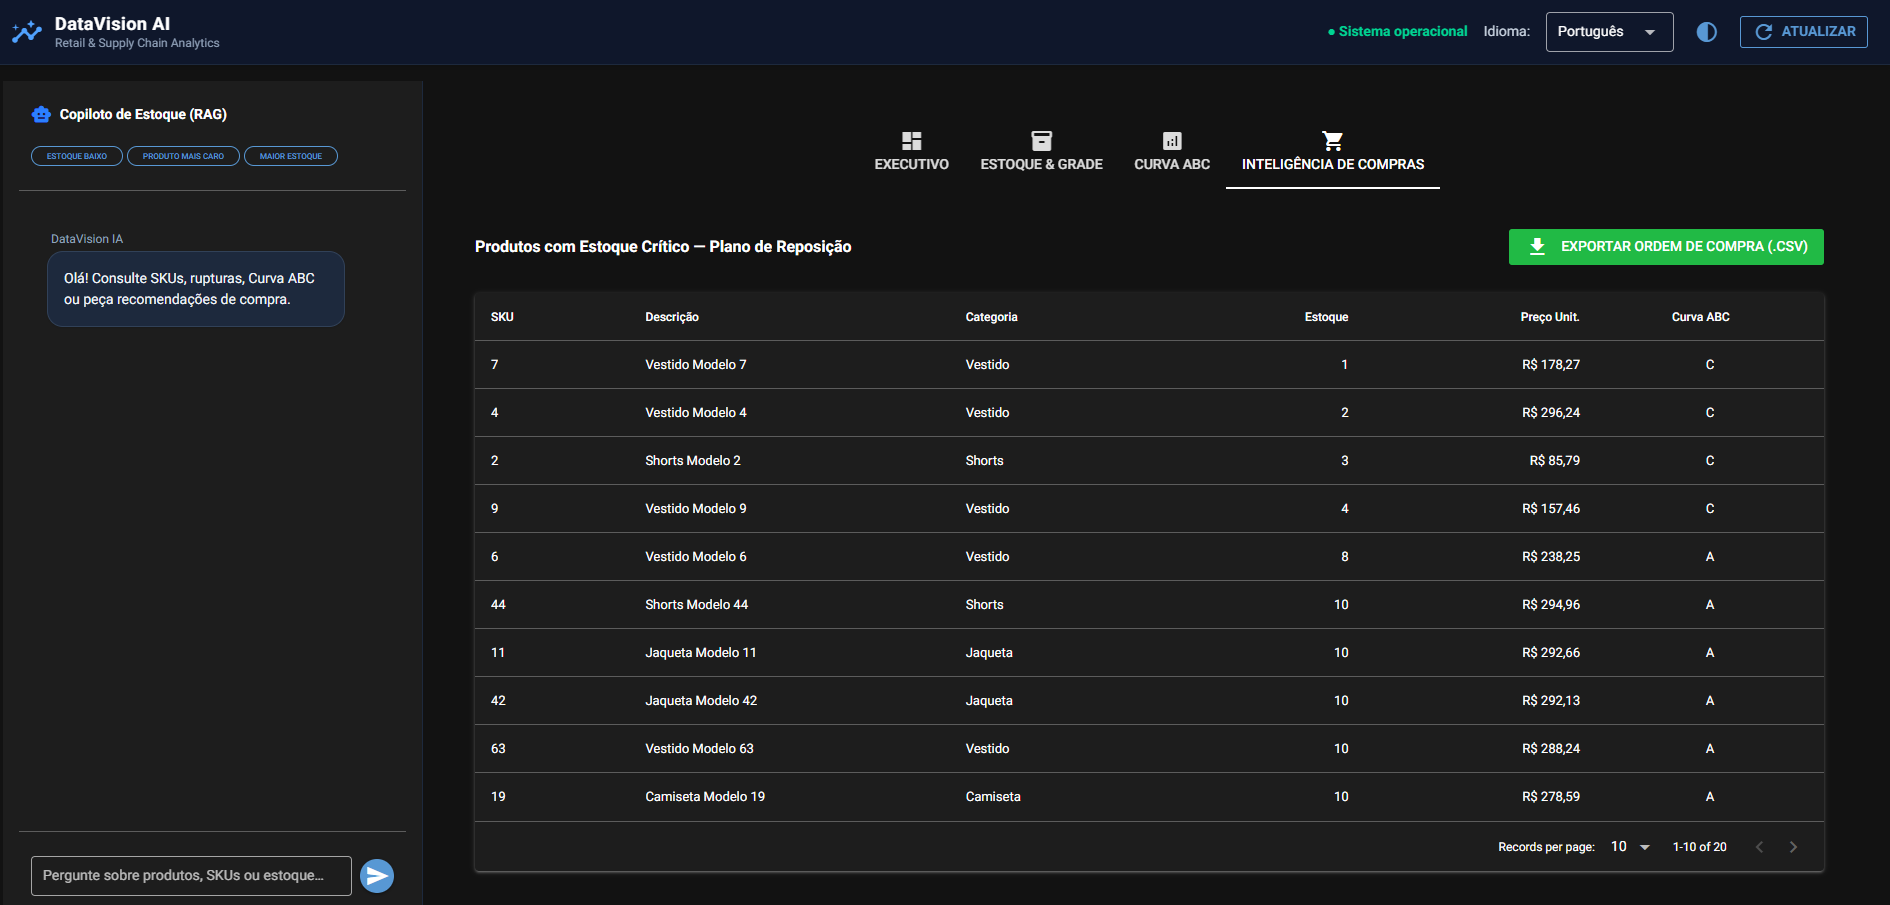 DataVision AI
Retail & Supply Chain Analytics
● Sistema operacional Idioma: Português ATUALIZAR
Copiloto de Estoque (RAG)
ESTOQUE BAIXO PRODUTO MAIS CARO MAIOR ESTOQUE
DataVision IA
Olá! Consulte SKUs, rupturas, Curva ABC
ou peça recomendações de compra.
Pergunte sobre produtos, SKUs ou estoque...
EXECUTIVO ESTOQUE & GRADE CURVA ABC INTELIGÊNCIA DE COMPRAS
Produtos com Estoque Crítico — Plano de Reposição
EXPORTAR ORDEM DE COMPRA (.CSV)
SKU Descrição Categoria Estoque Preço Unit. Curva ABC
7 Vestido Modelo 7 Vestido 1 R$ 178,27 C
4 Vestido Modelo 4 Vestido 2 R$ 296,24 C
2 Shorts Modelo 2 Shorts 3 R$ 85,79 C
9 Vestido Modelo 9 Vestido 4 R$ 157,46 C
6 Vestido Modelo 6 Vestido 8 R$ 238,25 A
44 Shorts Modelo 44 Shorts 10 R$ 294,96 A
11 Jaqueta Modelo 11 Jaqueta 10 R$ 292,66 A
42 Jaqueta Modelo 42 Jaqueta 10 R$ 292,13 A
63 Vestido Modelo 63 Vestido 10 R$ 288,24 A
19 Camiseta Modelo 19 Camiseta 10 R$ 278,59 A
Records per page: 10 1-10 of 20